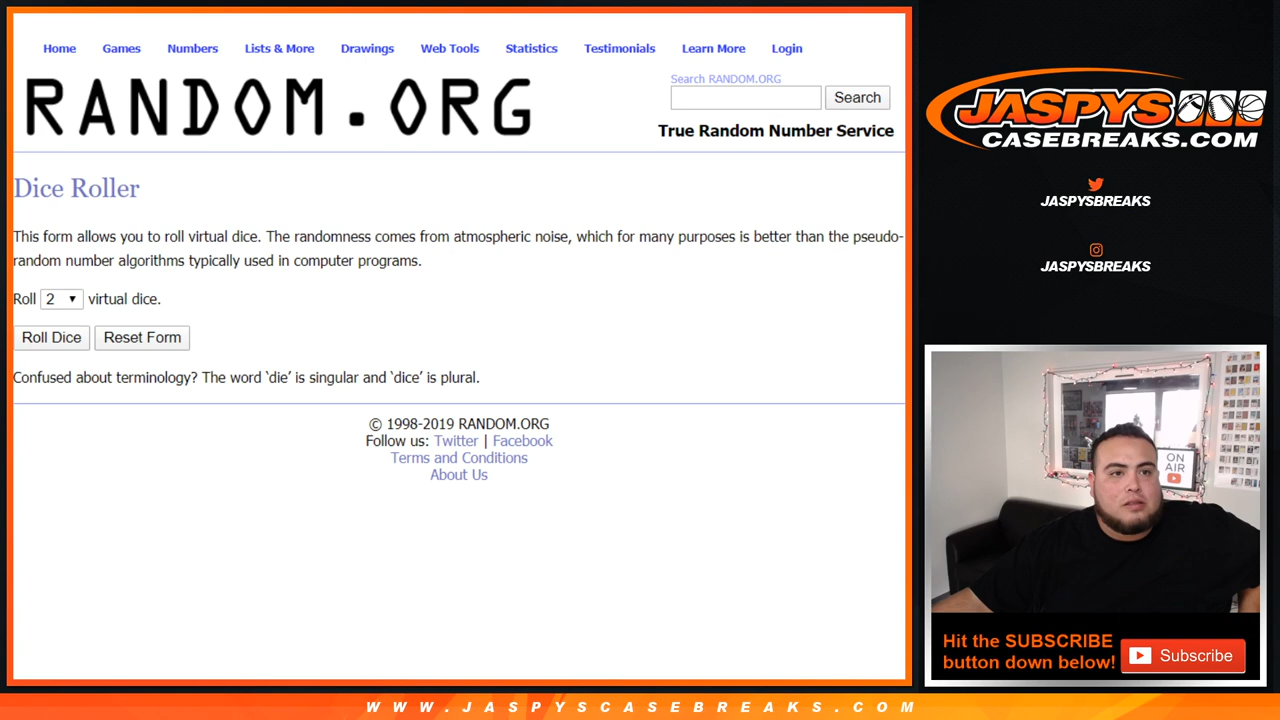 Home Games Numbers Lists & More Drawings Web Tools Statistics Testimonials Learn More Login
RANDOM.ORG
Search RANDOM.ORG
Search
True Random Number Service
Dice Roller
This form allows you to roll virtual dice. The randomness comes from atmospheric noise, which for many purposes is better than the pseudo-
random number algorithms typically used in computer programs.
Roll 2 virtual dice.
Roll Dice Reset Form
Confused about terminology? The word ‘die’ is singular and ‘dice’ is plural.
© 1998-2019 RANDOM.ORG
Follow us: Twitter | Facebook
Terms and Conditions
About Us
JASPYS
CASEBREAKS.COM
JASPYSBREAKS
JASPYSBREAKS
ON
AIR
Hit the SUBSCRIBE
button down below!
Subscribe
WWW.JASPYSCASEBREAKS.COM